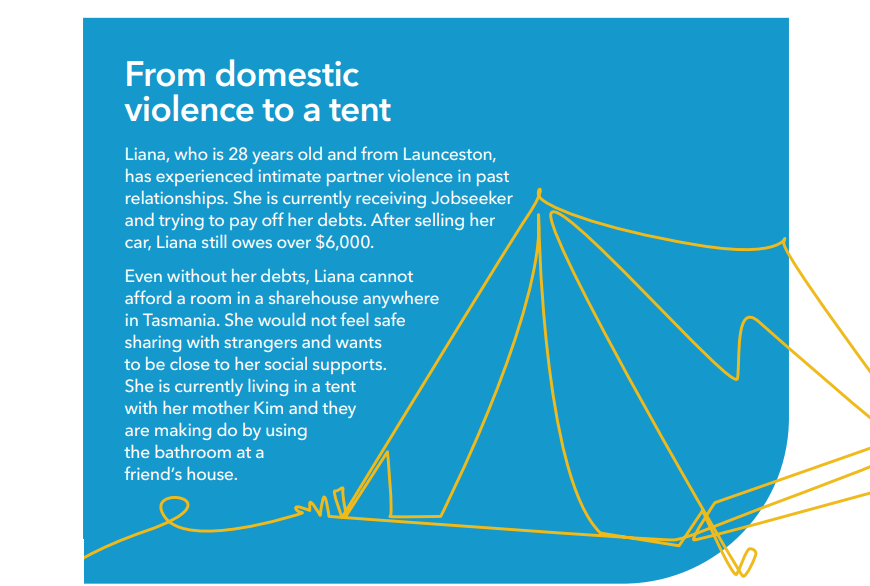 From domestic
violence to a tent
Liana, who is 28 years old and from Launceston,
has experienced intimate partner violence in past
relationships. She is currently receiving Jobseeker
and trying to pay off her debts. After selling her
car, Liana still owes over $6,000.
Even without her debts, Liana cannot
afford a room in a sharehouse anywhere
in Tasmania. She would not feel safe
sharing with strangers and wants
to be close to her social supports.
She is currently living in a tent
with her mother Kim and they
are making do by using
the bathroom at a
friend’s house.